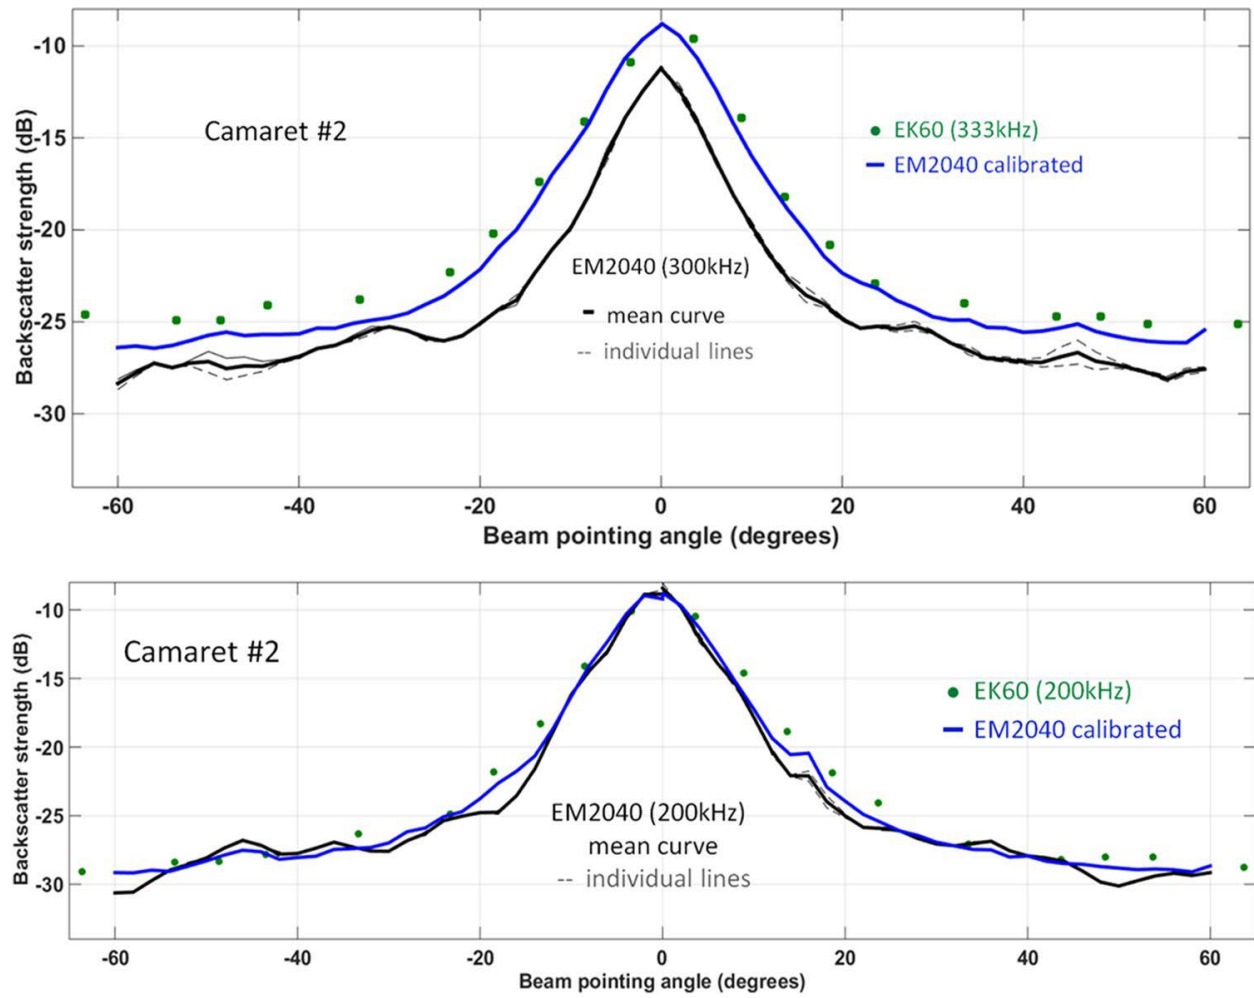 -10
-15
-20
-25
-30
Backscatter strength (dB)
Camaret #2
EK60 (333kHz)
EM2040 calibrated
EM2040 (300kHz)
mean curve
-- individual lines
-60 -40 -20 0 20 40 60
Beam pointing angle (degrees)
-10
-15
-20
-25
-30
Backscatter strength (dB)
Camaret #2
EK60 (200kHz)
EM2040 calibrated
EM2040 (200kHz)
mean curve
-- individual lines
-60 -40 -20 0 20 40 60
Beam pointing angle (degrees)